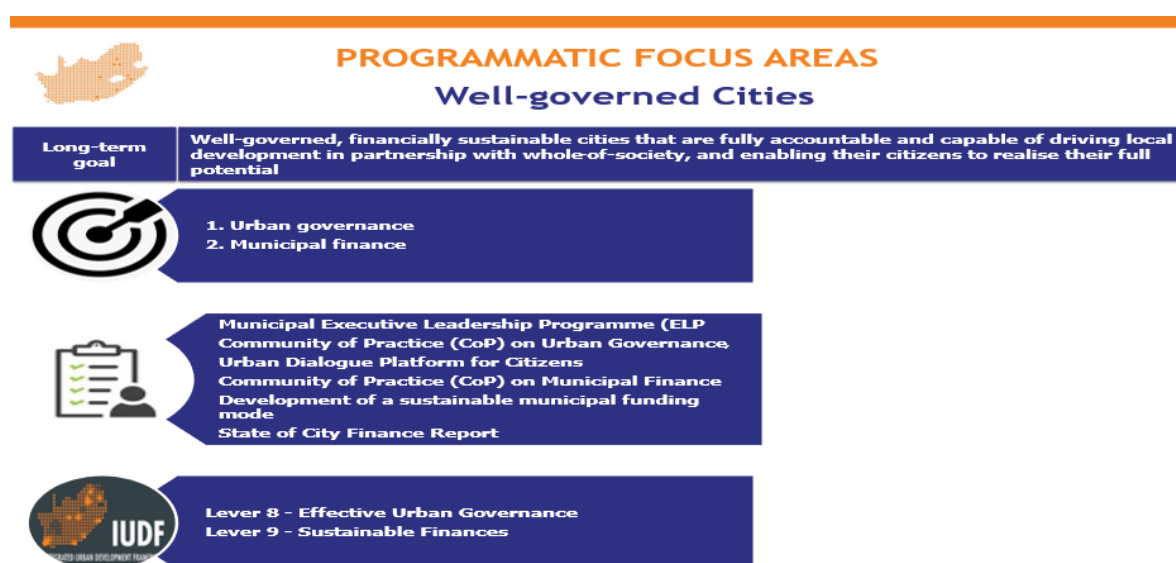 PROGRAMMATIC FOCUS AREAS
Well-governed Cities
Long-term
goal
Well-governed, financially sustainable cities that are fully accountable and capable of driving local
development in partnership with whole-of-society, and enabling their citizens to realise their full
potential
1. Urban governance
2. Municipal finance
Municipal Executive Leadership Programme (ELP
Community of Practice (CoP) on Urban Governance,
Urban Dialogue Platform for Citizens
Community of Practice (CoP) on Municipal Finance
Development of a sustainable municipal funding
mode
State of City Finance Report
IUDF
URBAN DEVELOPMENT
Lever 8 - Effective Urban Governance
Lever 9 - Sustainable Finances